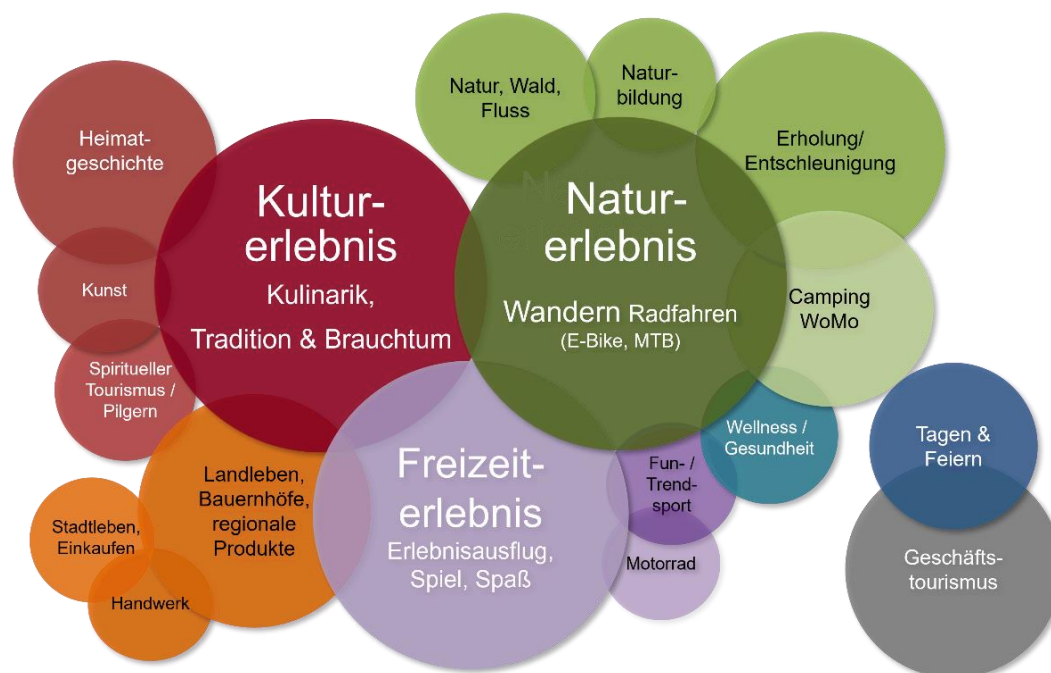 Heimat-
geschichte
Kunst
Spiritueller
Tourismus /
Pilgern
Kultur-
erlebnis
Kulinarik,
Tradition & Brauchtum
Natur, Wald,
Fluss
Natur-
bildung
Erholung/
Entschleunigung
Natur-
erlebnis
Wandern Radfahren
(E-Bike, MTB)
Camping
WoMo
Wellness /
Gesundheit
Fun- /
Trend-
sport
Motorrad
Freizeit-
erlebnis
Erlebnisausflug,
Spiel, Spaß
Landleben,
Bauernhöfe,
regionale
Produkte
Stadtleben,
Einkaufen
Handwerk
Tagen &
Feiern
Geschäfts-
tourismus